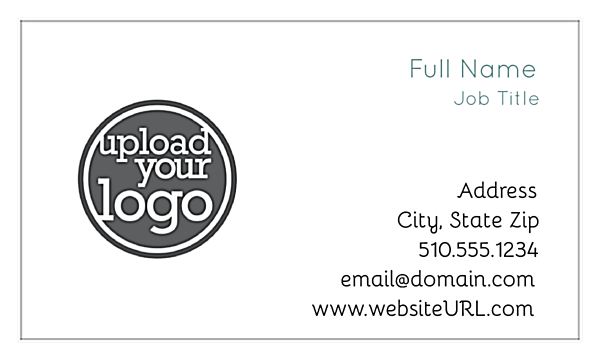 upload
your
logo
Full Name
Job Title
Address
City, State Zip
510.555.1234
email@domain.com
www.websiteURL.com